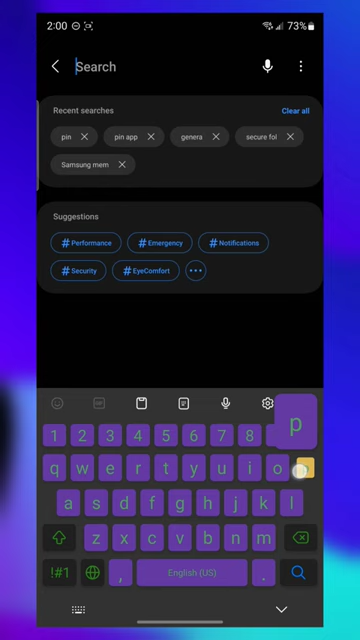 2:00 73%
Search
Recent searches Clear all
pin pin app genera secure fol
Samsung mem
Suggestions
#Performance #Emergency #Notifications
#Security #EyeComfort •••
GIF
p
1 2 3 4 5 6 7 8
q w e r t y u i o
a s d f g h j k l
z x c v b n m
!#1 , English (US) .